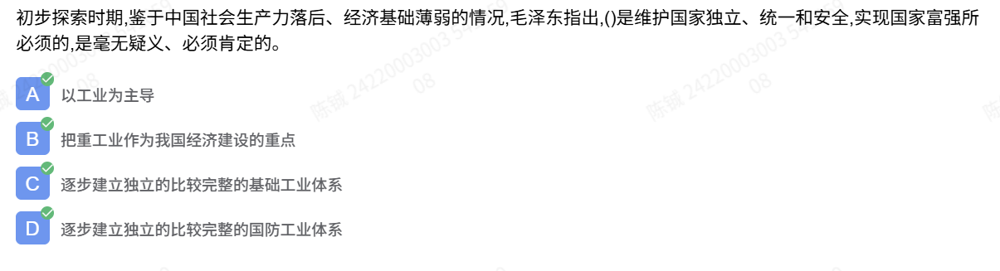 初步探索时期,鉴于中国社会生产力落后、经济基础薄弱的情况,毛泽东指出,()是维护国家独立、统一和安全,实现国家富强所
必须的,是毫无疑义、必须肯定的。
A 以工业为主导
B 把重工业作为我国经济建设的重点
C 逐步建立独立的比较完整的基础工业体系
D 逐步建立独立的比较完整的国防工业体系